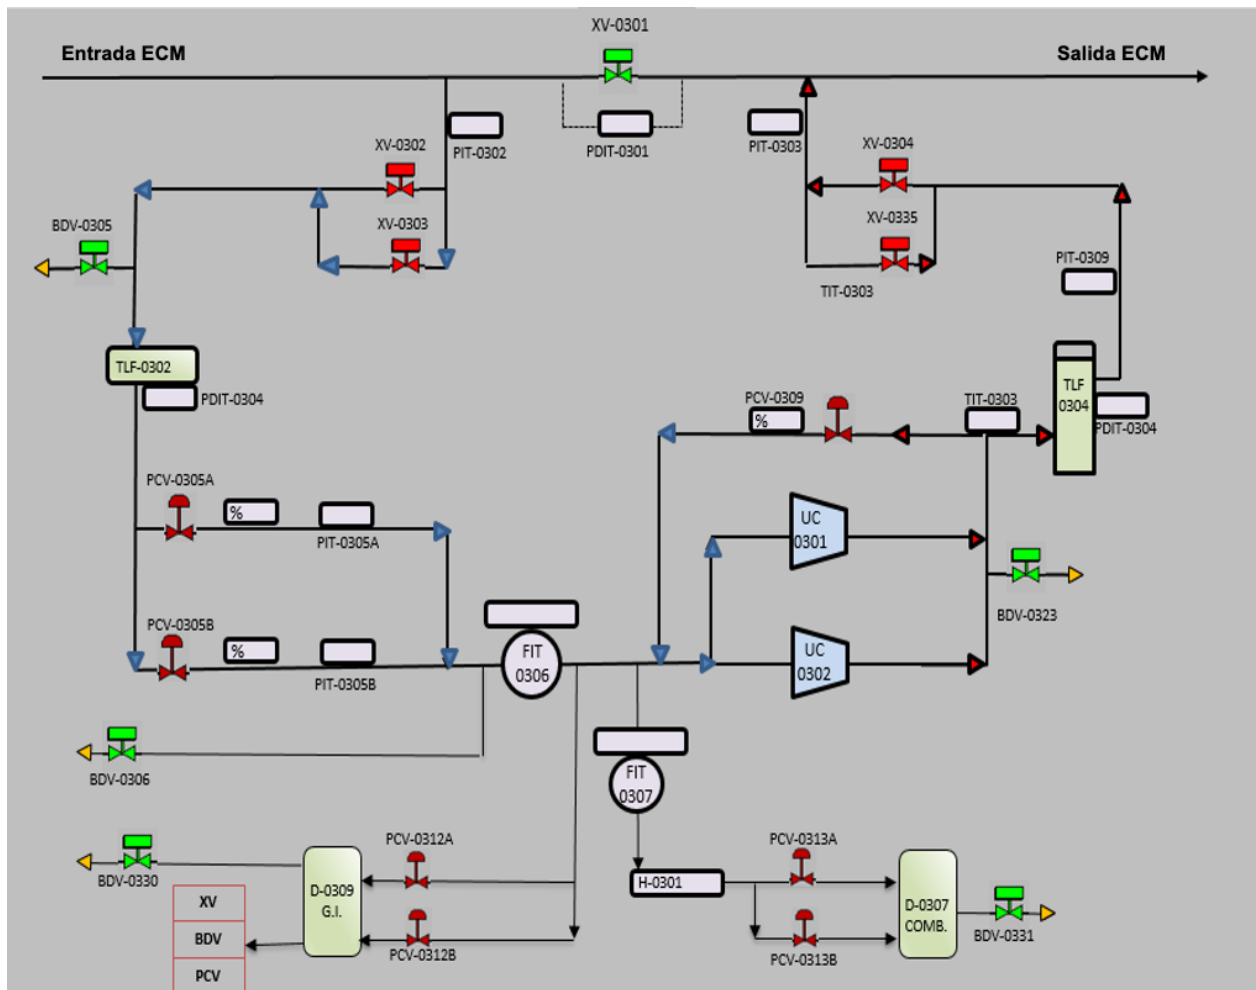 XV-0301
Entrada ECM
Salida ECM
PIT-0302
PDIT-0301
PIT-0303
XV-0302
XV-0304
XV-0303
XV-0335
BDV-0305
TIT-0303
PIT-0309
TLF-0302
PDIT-0304
PCV-0309
%
TIT-0303
TLF
0304
PDIT-0304
PCV-0305A
%
PIT-0305A
UC
0301
BDV-0323
PCV-0305B
%
PIT-0305B
FIT
0306
UC
0302
BDV-0306
FIT
0307
PCV-0312A
PCV-0313A
BDV-0330
D-0309
G.I.
H-0301
D-0307
COMB.
PCV-0312B
PCV-0313B
BDV-0331
XV
BDV
PCV